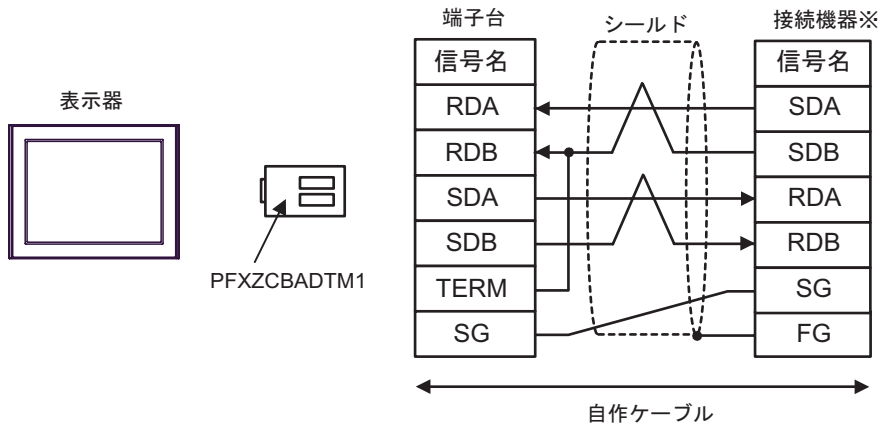 端子台
シールド
接続機器※
表示器
PFXZCBADTM1
信号名
信号名
RDA
SDA
RDB
SDB
SDA
RDA
SDB
RDB
TERM
SG
SG
FG
自作ケーブル